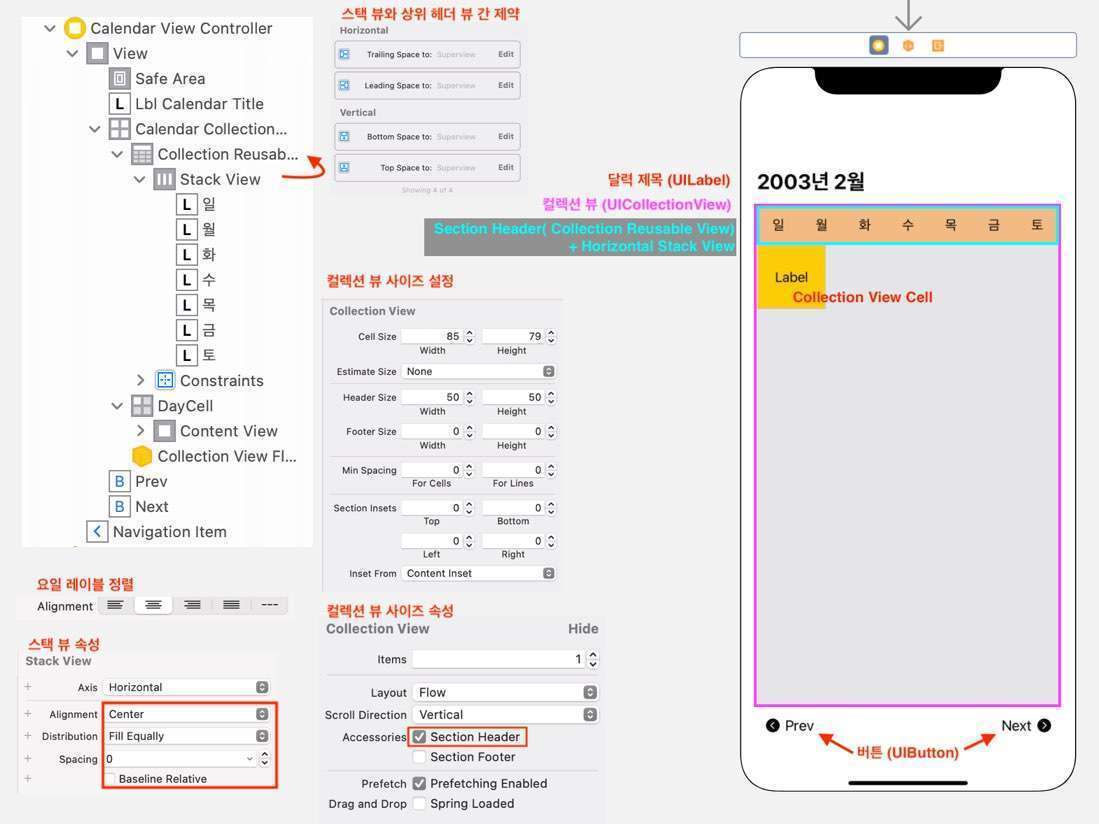 Calendar View Controller
View
Safe Area
L Lbl Calendar Title
Calendar Collection...
Collection Reusab...
Stack View
L 일
L 월
L 화
L 수
L 목
L 금
L 토
Constraints
DayCell
Content View
Collection View Fl...
B Prev
B Next
Navigation Item
요일 레이블 정렬
Alignment
스택 뷰 속성
Stack View
Axis Horizontal
Alignment Center
Distribution Fill Equally
Spacing 0
Baseline Relative
스택 뷰와 상위 헤더 뷰 간 제약
Horizontal
Trailing Space to: Superview Edit
Leading Space to: Superview Edit
Vertical
Bottom Space to: Superview Edit
Top Space to: Superview Edit
Showing 4 of 4
달력 제목 (UILabel)
컬렉션 뷰 (UICollectionView)
Section Header( Collection Reusable View)
+ Horizontal Stack View
컬렉션 뷰 사이즈 설정
Collection View
Cell Size 85 79
Width Height
Estimate Size None
Header Size 50 50
Width Height
Footer Size 0 0
Width Height
Min Spacing 0 0
For Cells For Lines
Section Insets 0 0
Top Bottom
0 0
Left Right
Inset From Content Inset
컬렉션 뷰 사이즈 속성
Collection View Hide
Items 1
Layout Flow
Scroll Direction Vertical
Accessories Section Header
Section Footer
Prefetch Prefetching Enabled
Drag and Drop Spring Loaded
2003년 2월
일 월 화 수 목 금 토
Label
Collection View Cell
Prev Next
버튼 (UIButton)